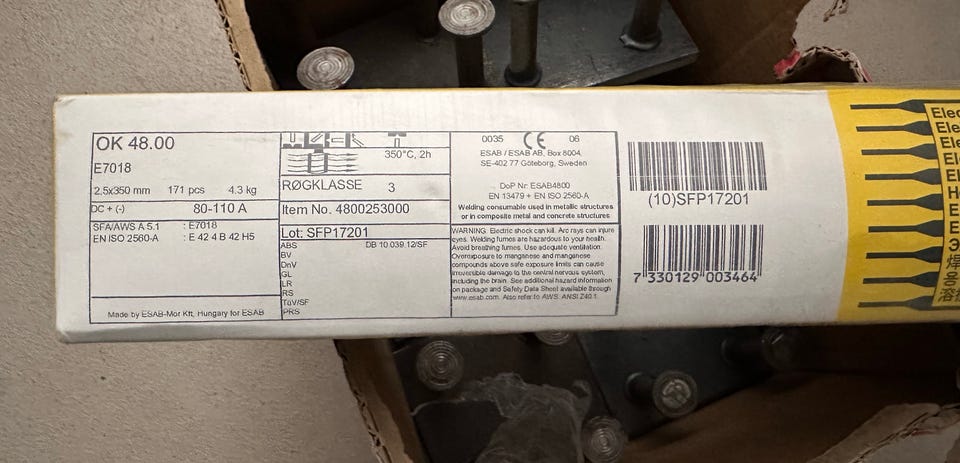 OK 48.00
E7018
2,5x350 mm 171 pcs 4.3 kg
DC + (-) 80-110 A
SFA/AWS A 5.1 : E7018
EN ISO 2560-A : E 42 4 B 42 H5
Made by ESAB-Mor Kft, Hungary for ESAB
350°C, 2h
RØGKLASSE 3
Item No. 4800253000
Lot: SFP17201
ABS DB 10.039.12/SF
BV
DnV
GL
LR
RS
TüV/SF
PRS
0035 CE 06
ESAB / ESAB AB, Box 8004,
SE-402 77 Göteborg, Sweden
DoP Nr: ESAB4800
EN 13479 + EN ISO 2560-A
Welding consumable used in metallic structures
or in composite metal and concrete structures
WARNING: Electric shock can kill. Arc rays can injure
eyes. Welding fumes are hazardous to your health.
Avoid breathing fumes. Use adequate ventilation.
Overexposure to manganese and manganese
compounds above safe exposure limits can cause
irreversible damage to the central nervous system,
including the brain. See additional hazard information
on package and Safety Data Sheet available through
www.esab.com. Also refer to AWS: ANSI Z49.1
(10)SFP17201
7 330129 003464
Elec
Ele
El
El
E
H
E
E
Э
焊
溶